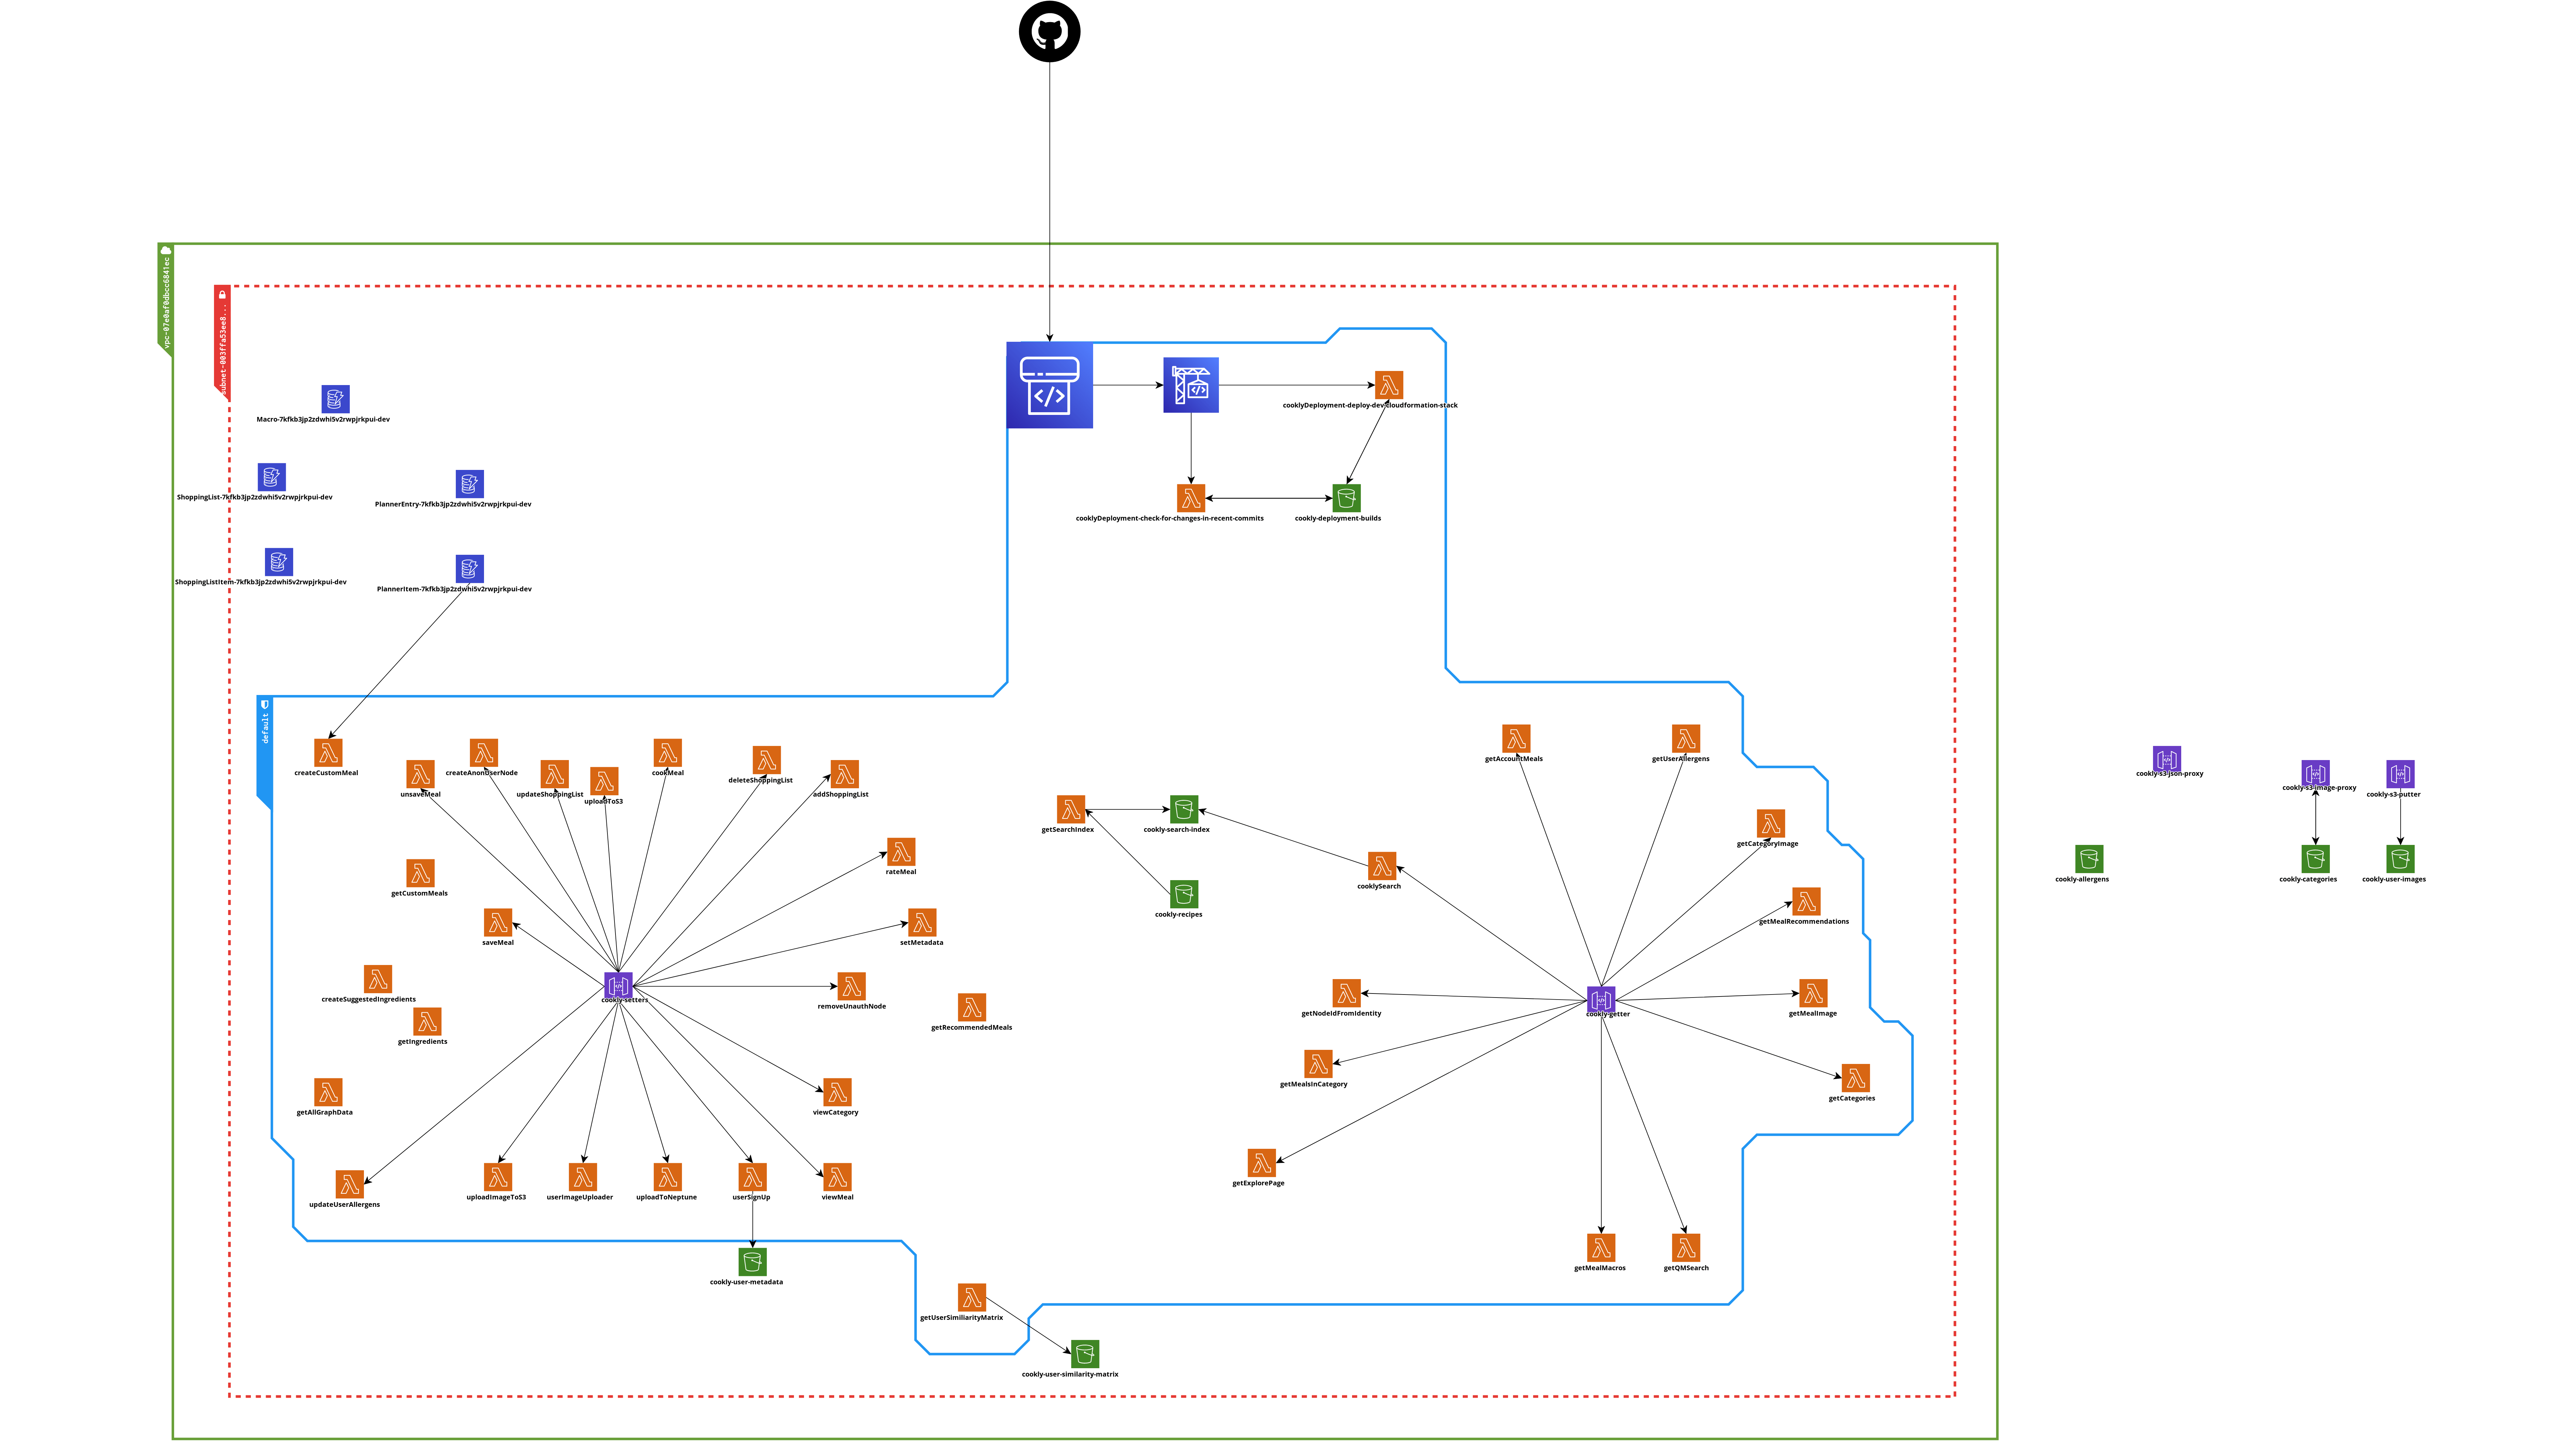 vpc-07e0af0dbcc6841ec
subnet-003ffa53ee8...
cooklyDeployment-deploy-dev-cloudformation-stack
Macro-7kfkb3jp2zdwhi5v2rwpjrkpui-dev
ShoppingList-7kfkb3jp2zdwhi5v2rwpjrkpui-dev
PlannerEntry-7kfkb3jp2zdwhi5v2rwpjrkpui-dev
cooklyDeployment-check-for-changes-in-recent-commits
cookly-deployment-builds
ShoppingListItem-7kfkb3jp2zdwhi5v2rwpjrkpui-dev
PlannerItem-7kfkb3jp2zdwhi5v2rwpjrkpui-dev
default
createCustomMeal
unsaveMeal
createAnonUserNode
updateShoppingList
uploadToS3
cookMeal
deleteShoppingList
addShoppingList
getAccountMeals
getUserAllergens
cookly-s3-json-proxy
cookly-s3-image-proxy
cookly-s3-putter
getSearchIndex
cookly-search-index
getCategoryImage
rateMeal
cooklySearch
cookly-allergens
cookly-categories
cookly-user-images
getCustomMeals
cookly-recipes
getMealRecommendations
saveMeal
setMetadata
createSuggestedIngredients
cookly-setters
removeUnauthNode
getNodeIdFromIdentity
cookly-getter
getMealImage
getRecommendedMeals
getIngredients
getMealsInCategory
getCategories
getAllGraphData
viewCategory
getExplorePage
updateUserAllergens
uploadImageToS3
userImageUploader
uploadToNeptune
userSignUp
viewMeal
getMealMacros
getQMSearch
cookly-user-metadata
getUserSimiliarityMatrix
cookly-user-similarity-matrix